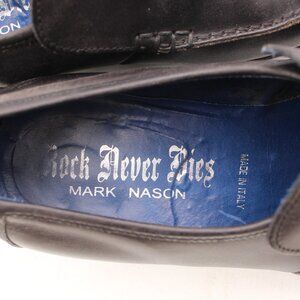 Rock Never Dies
MARK NASON
MADE IN ITALY